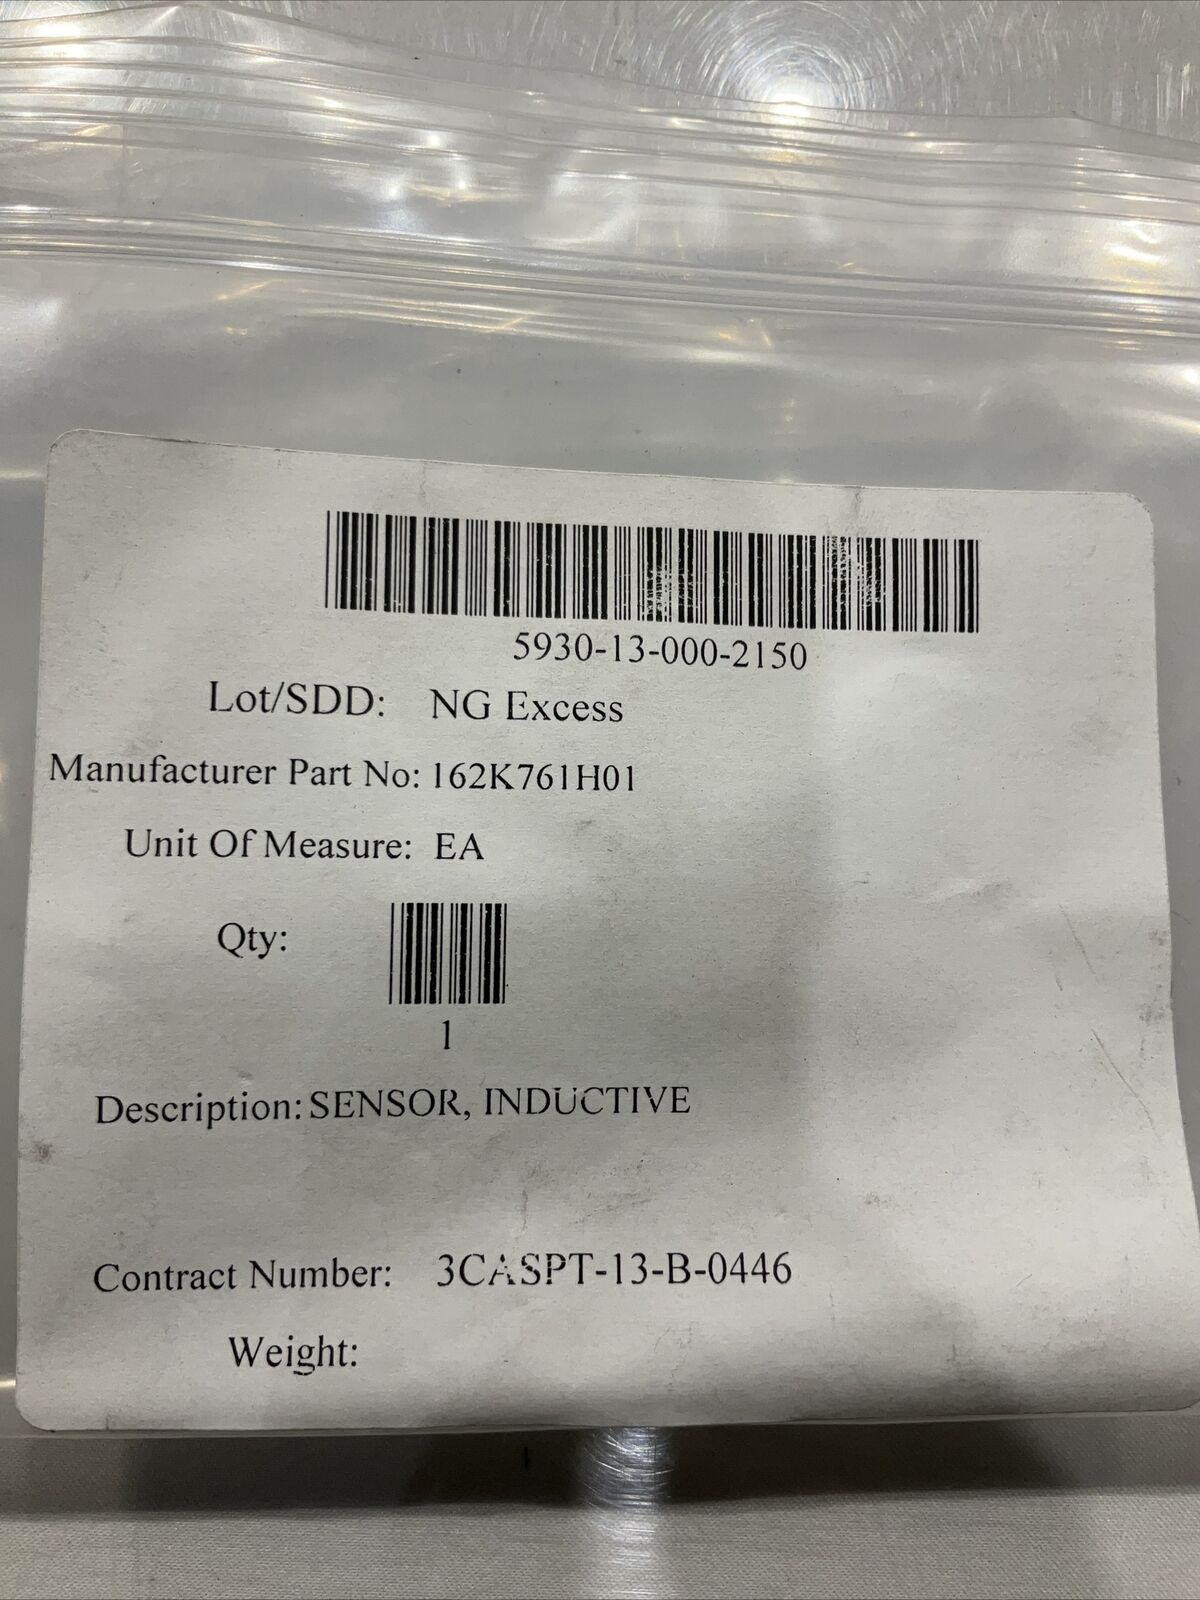 5930-13-000-2150
Lot/SDD: NG Excess
Manufacturer Part No: 162K761H01
Unit Of Measure: EA
Qty:
1
Description: SENSOR, INDUCTIVE
Contract Number: 3CASPT-13-B-0446
Weight: